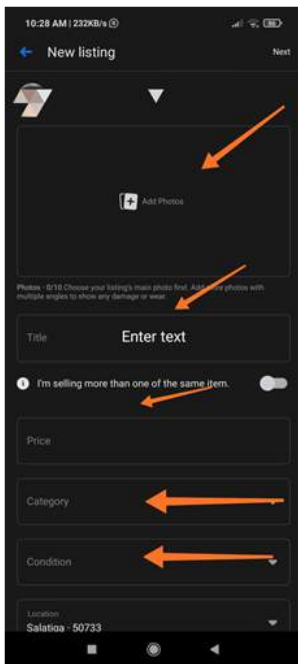 10:28 AM | 232KB/s
New listing
Next
Add Photos
Photos - 0/10 Choose your listing's main photo first. Add more photos with
multiple angles to show any damage or wear.
Title
Enter text
I'm selling more than one of the same item.
Price
Category
Condition
Location
Salatiga - 50733